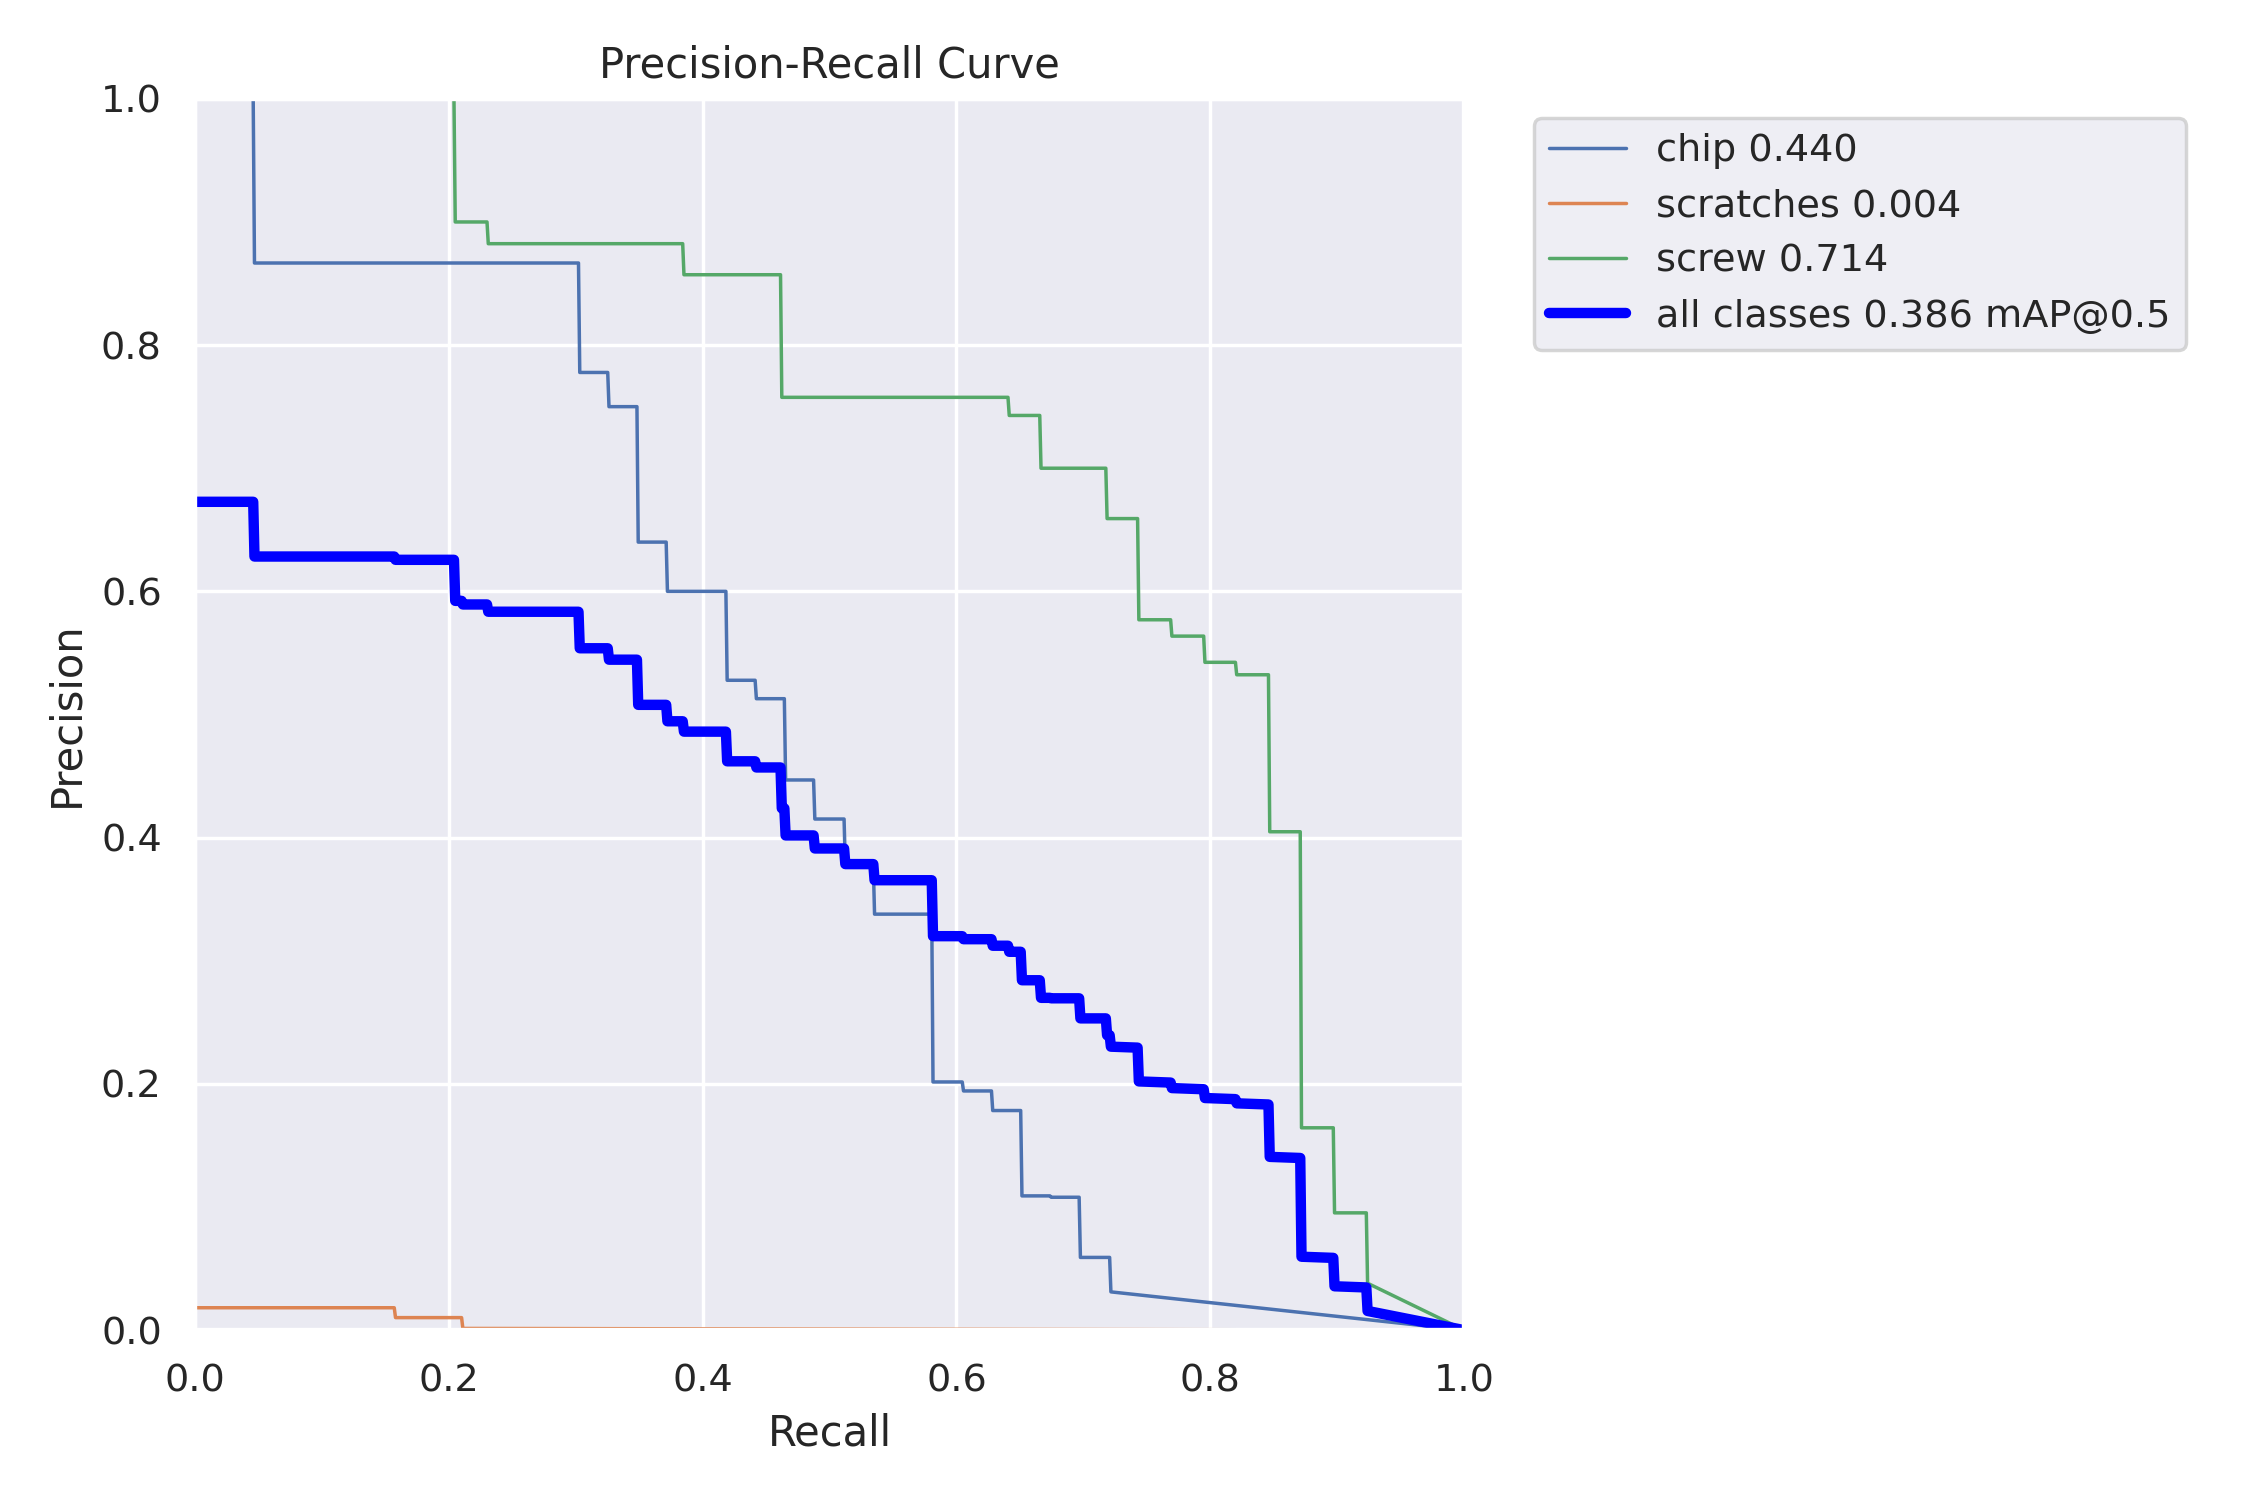 Precision-Recall Curve
1.0
0.8
0.6
0.4
0.2
0.0
Precision
0.0 0.2 0.4 0.6 0.8 1.0
Recall
chip 0.440
scratches 0.004
screw 0.714
all classes 0.386 mAP@0.5